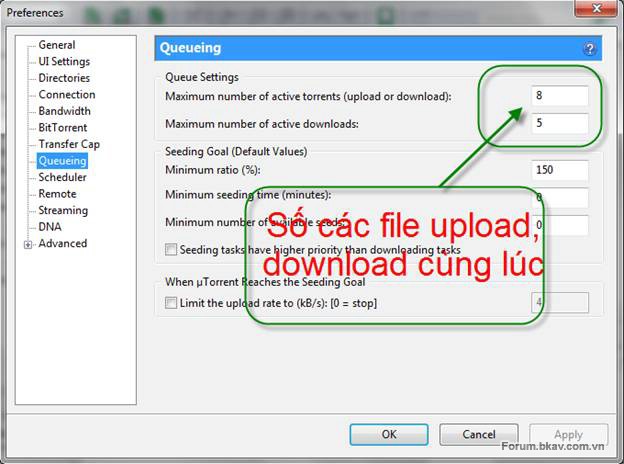 Preferences
General
UI Settings
Directories
Connection
Bandwidth
BitTorrent
Transfer Cap
Queueing
Scheduler
Remote
Streaming
DNA
Advanced
Queueing
Queue Settings
Maximum number of active torrents (upload or download): 8
Maximum number of active downloads: 5
Seeding Goal (Default Values)
Minimum ratio (%): 150
Minimum seeding time (minutes): 0
Minimum number of available seeds: 0
Seeding tasks have higher priority than downloading tasks
Số các file upload,
download cùng lúc
When µTorrent Reaches the Seeding Goal
Limit the upload rate to (kB/s): [0 = stop] 4
OK Cancel Apply
Forum.bkav.com.vn